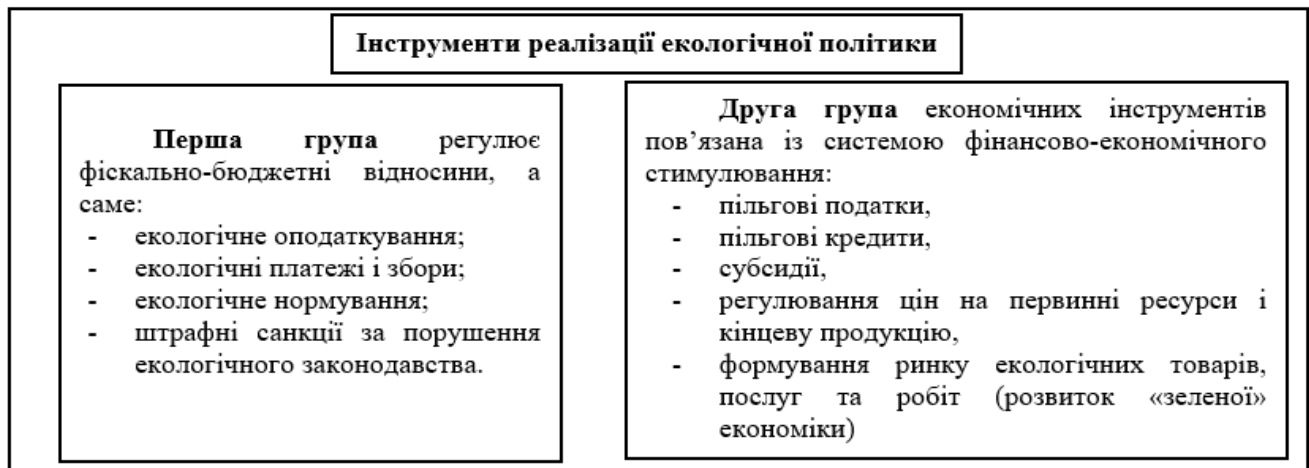 Інструменти реалізації екологічної політики
Перша група регулює
фіскально-бюджетні відносини, а
саме:
- екологічне оподаткування;
- екологічні платежі і збори;
- екологічне нормування;
- штрафні санкції за порушення
екологічного законодавства.
Друга група економічних інструментів
пов’язана із системою фінансово-економічного
стимулювання:
- пільгові податки,
- пільгові кредити,
- субсидії,
- регулювання цін на первинні ресурси і
кінцеву продукцію,
- формування ринку екологічних товарів,
послуг та робіт (розвиток «зеленої»
економіки)